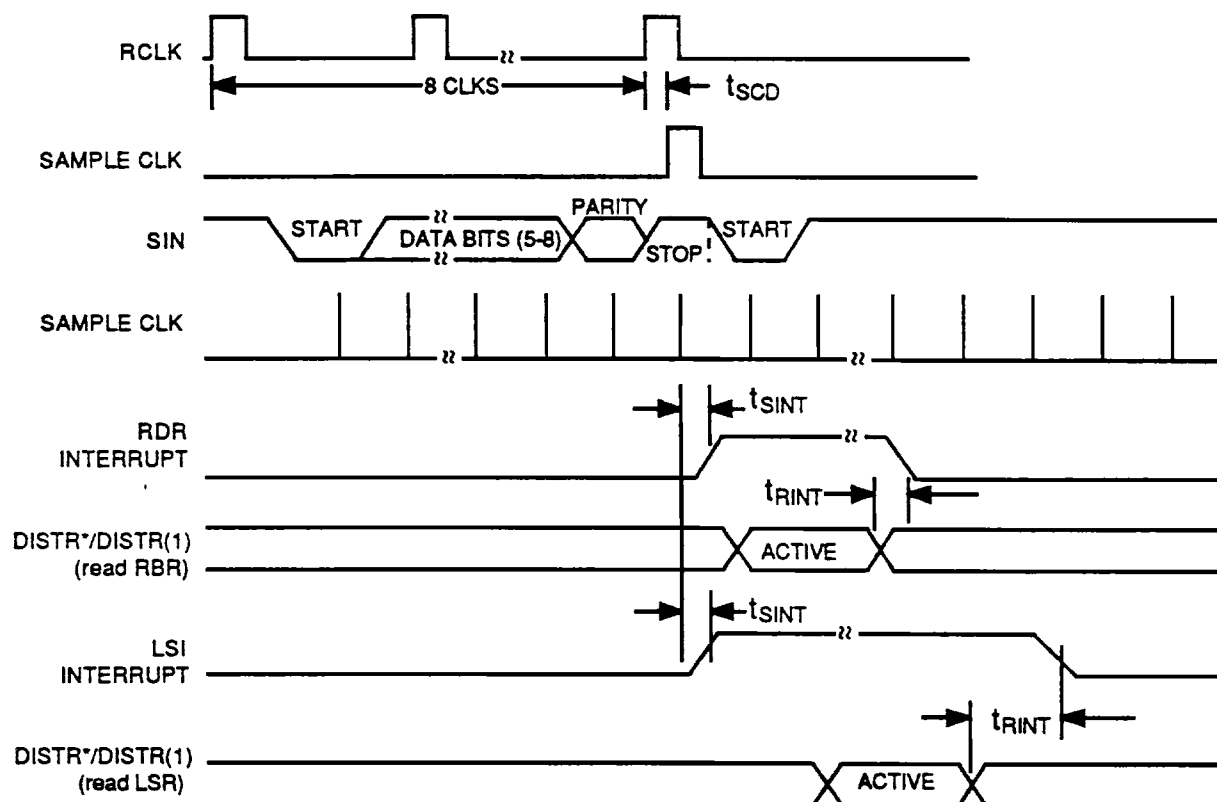 RCLK
8 CLKS
tSCD
SAMPLE CLK
PARITY
SIN
START
DATA BITS (5-8)
STOP
START
SAMPLE CLK
tSINT
RDR
INTERRUPT
tRINT
DISTR*/DISTR(1)
(read RBR)
ACTIVE
tSINT
LSI
INTERRUPT
tRINT
DISTR*/DISTR(1)
(read LSR)
ACTIVE